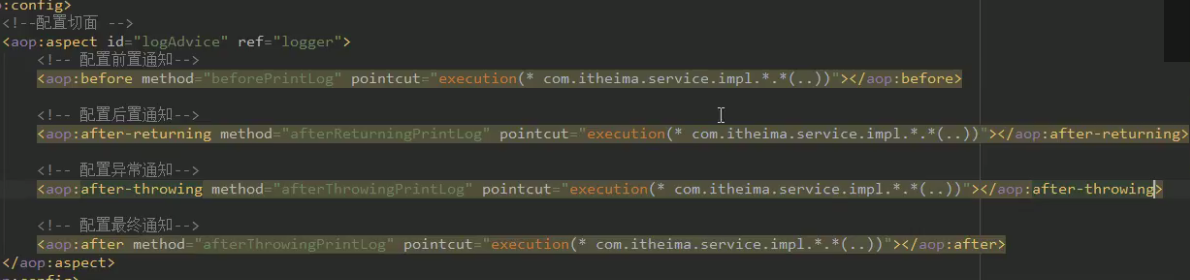 :config>
<!--配置切面 -->
<aop:aspect id="logAdvice" ref="logger">
<!-- 配置前置通知-->
<aop:before method="beforePrintLog" pointcut="execution(* com.itheima.service.impl.*.*(..))"></aop:before>
<!-- 配置后置通知-->
<aop:after-returning method="afterReturningPrintLog" pointcut="execution(* com.itheima.service.impl.*.*(..))"></aop:after-returning>
<!-- 配置异常通知-->
<aop:after-throwing method="afterThrowingPrintLog" pointcut="execution(* com.itheima.service.impl.*.*(..))"></aop:after-throwing>
<!-- 配置最终通知-->
<aop:after method="afterThrowingPrintLog" pointcut="execution(* com.itheima.service.impl.*.*(..))"></aop:after>
</aop:aspect>
:config>